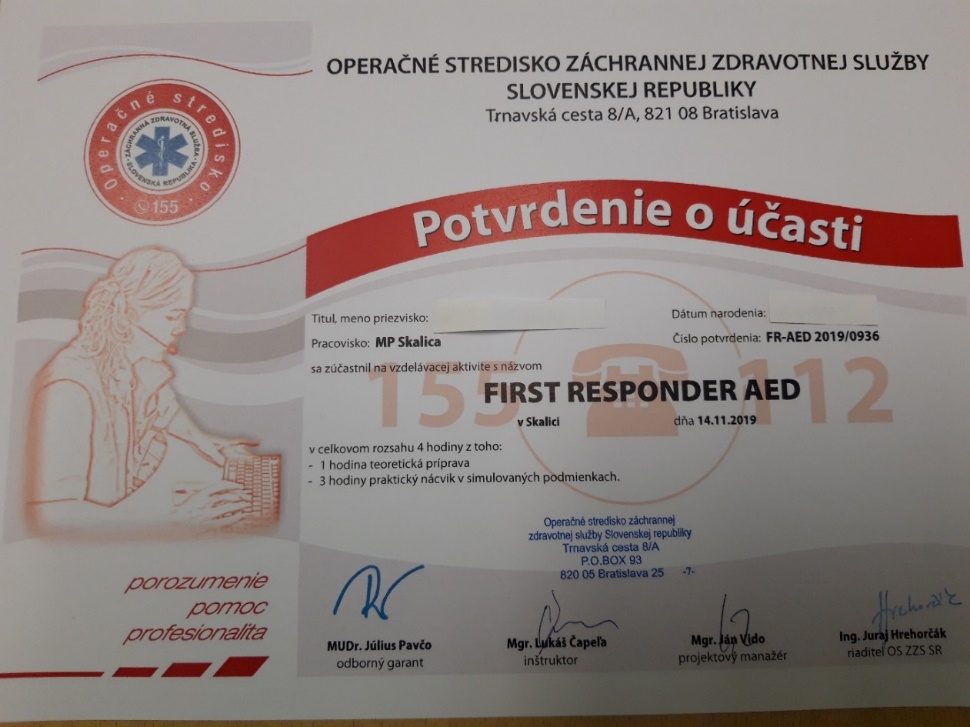 OPERAČNÉ STREDISKO ZÁCHRANNEJ ZDRAVOTNEJ SLUŽBY
SLOVENSKEJ REPUBLIKY
Trnavská cesta 8/A, 821 08 Bratislava
Operačné stredisko
ZÁCHRANNÁ ZDRAVOTNÁ SLUŽBA
SLOVENSKÁ REPUBLIKA
155
Potvrdenie o účasti
Titul, meno priezvisko:
Dátum narodenia:
Pracovisko: MP Skalica
Číslo potvrdenia: FR-AED 2019/0936
sa zúčastnil na vzdelávacej aktivite s názvom
155 112
FIRST RESPONDER AED
v Skalici dňa 14.11.2019
v celkovom rozsahu 4 hodiny z toho:
- 1 hodina teoretická príprava
- 3 hodiny praktický nácvik v simulovaných podmienkach.
Operačné stredisko záchrannej
zdravotnej služby Slovenskej republiky
Trnavská cesta 8/A
P.O.BOX 93
820 05 Bratislava 25 -7-
porozumenie
pomoc
profesionalita
Hrehorčák
MUDr. Július Pavčo
odborný garant
Mgr. Lukáš Čapeľa
inštruktor
Mgr. Ján Vido
projektový manažér
Ing. Juraj Hrehorčák
riaditeľ OS ZZS SR